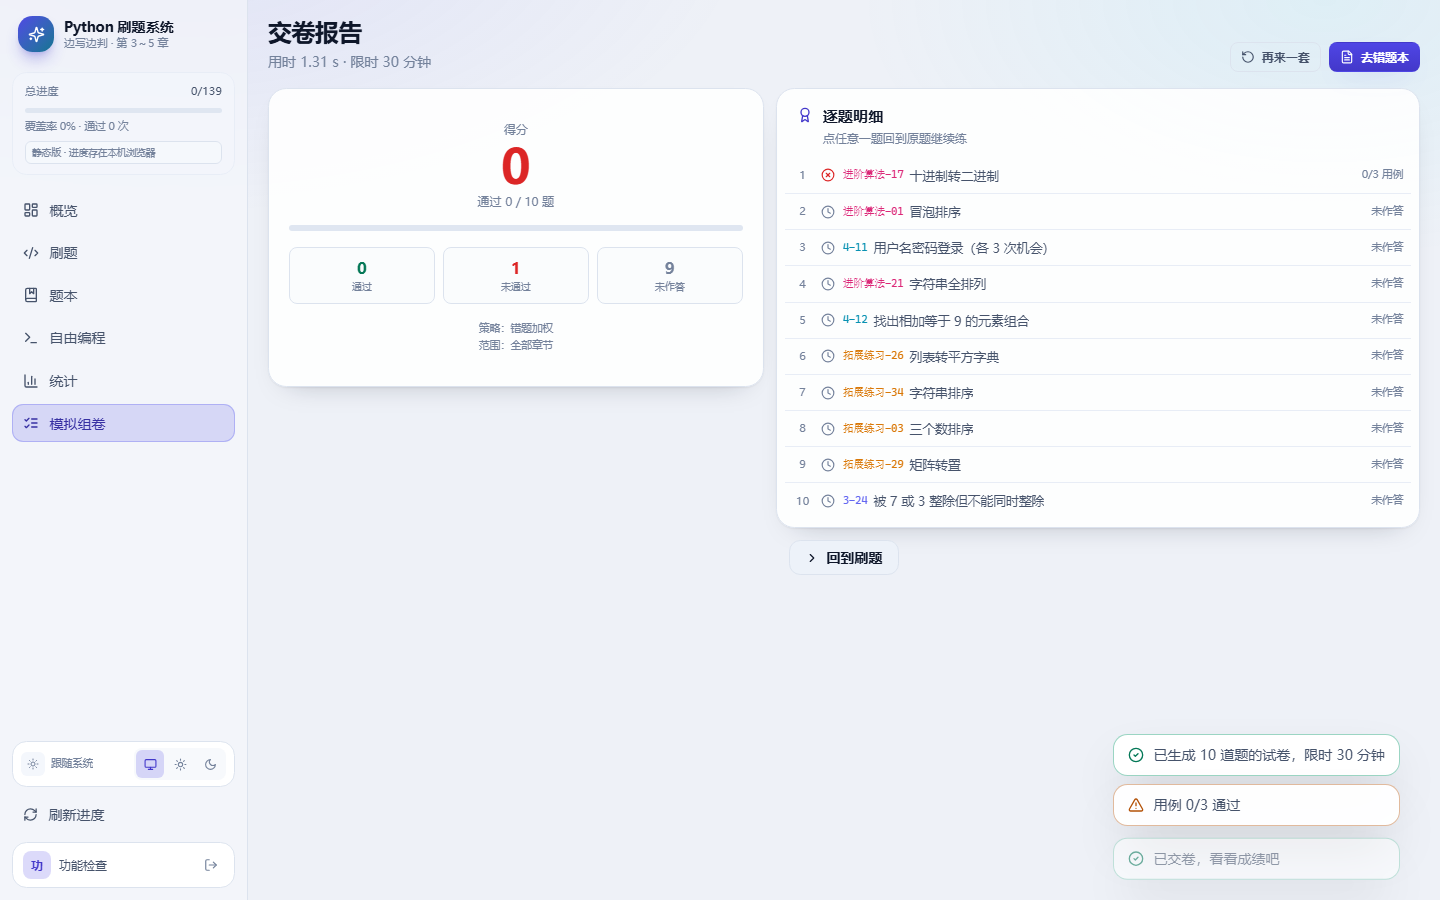 Python 刷题系统
边写边判 · 第 3 ~ 5 章
总进度 0/139
覆盖率 0% · 通过 0 次
静态版 · 进度存在本机浏览器
概览
刷题
题本
自由编程
统计
模拟组卷
跟随系统
刷新进度
功 功能检查
交卷报告
用时 1.31 s · 限时 30 分钟
再来一套
去错题本
得分
0
通过 0 / 10 题
0 通过
1 未通过
9 未作答
策略：错题加权
范围：全部章节
逐题明细
点任意一题回到原题继续练
1 进阶算法-17 十进制转二进制 0/3 用例
2 进阶算法-01 冒泡排序 未作答
3 4-11 用户名密码登录（各 3 次机会） 未作答
4 进阶算法-21 字符串全排列 未作答
5 4-12 找出相加等于 9 的元素组合 未作答
6 拓展练习-26 列表转平方字典 未作答
7 拓展练习-34 字符串排序 未作答
8 拓展练习-03 三个数排序 未作答
9 拓展练习-29 矩阵转置 未作答
10 3-24 被 7 或 3 整除但不能同时整除 未作答
回到刷题
已生成 10 道题的试卷，限时 30 分钟
用例 0/3 通过
已交卷，看看成绩吧